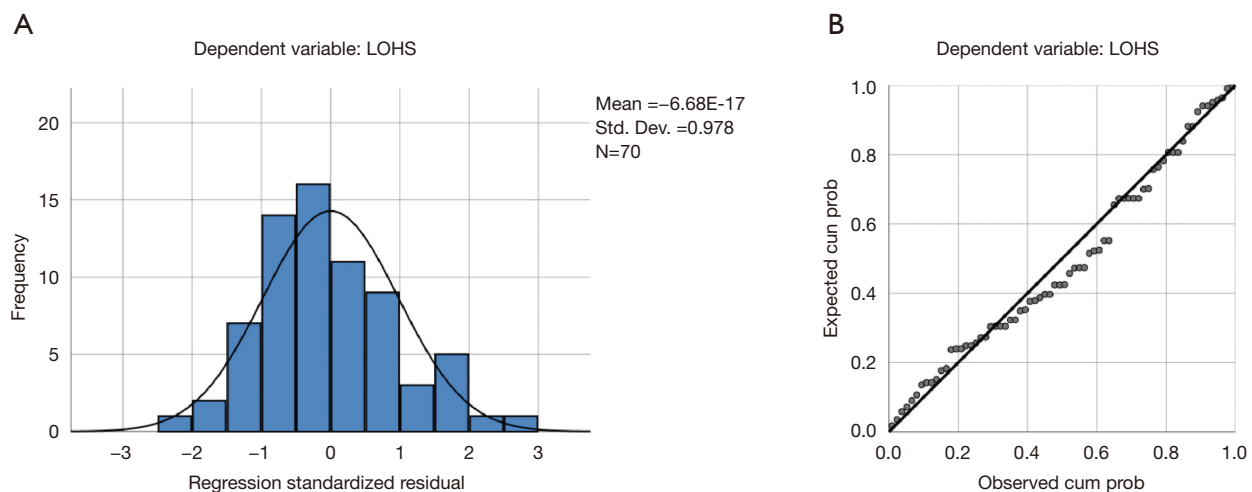 A
Dependent variable: LOHS
Mean =−6.68E-17
Std. Dev. =0.978
N=70
Frequency
20
15
10
5
0
−3 −2 −1 0 1 2 3
Regression standardized residual
B
Dependent variable: LOHS
Expected cun prob
1.0
0.8
0.6
0.4
0.2
0.0
0.0 0.2 0.4 0.6 0.8 1.0
Observed cum prob